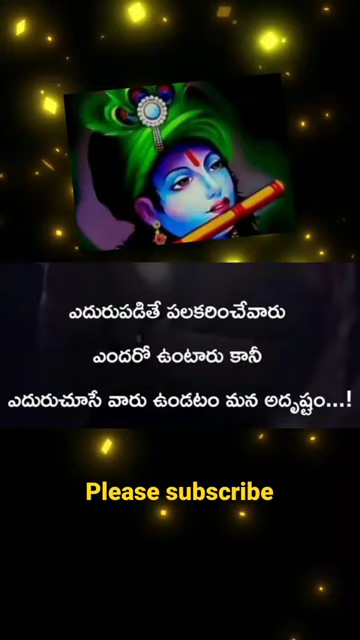 ఎదురుపడితే పలకరించేవారు
ఎందరో ఉంటారు కానీ
ఎదురుచూసే వారు ఉండటం మన అదృష్టం...!
Please subscribe